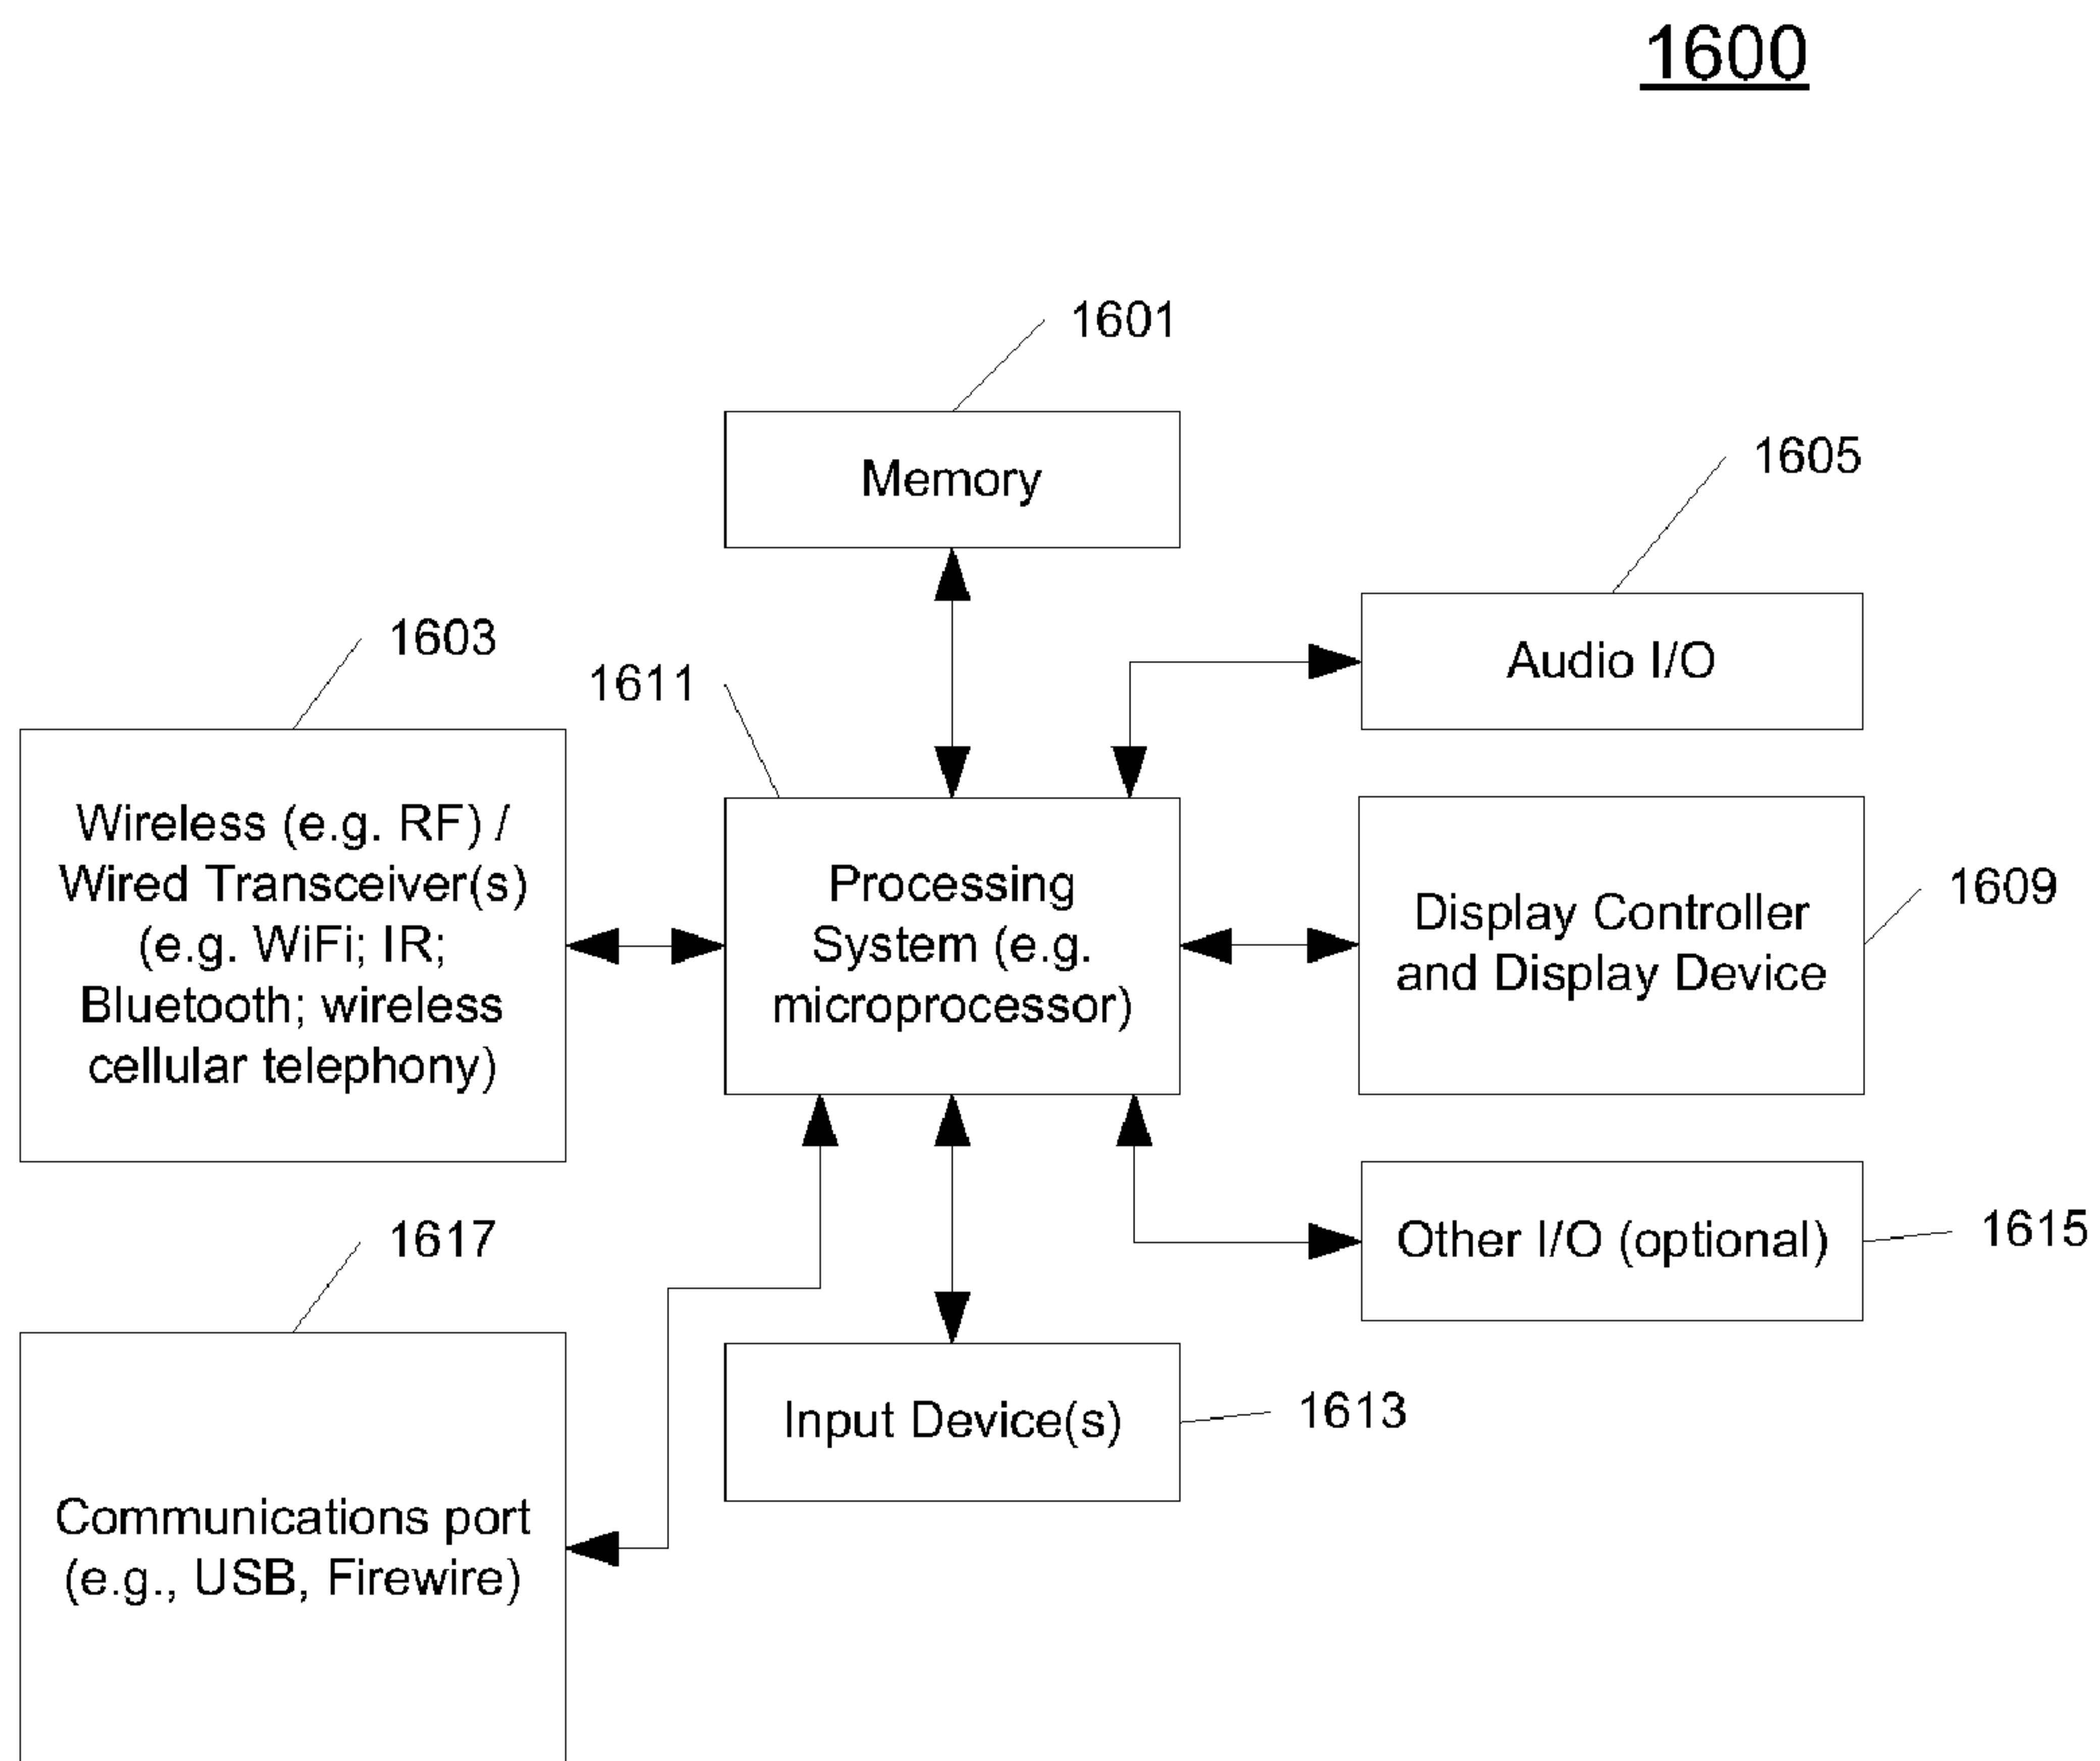 1600
1601
Memory
1605
Audio I/O
1603
1611
Wireless (e.g. RF) /
Wired Transceiver(s)
(e.g. WiFi; IR;
Bluetooth; wireless
cellular telephony)
Processing
System (e.g.
microprocessor)
Display Controller
and Display Device
1609
1617
Other I/O (optional)
1615
Input Device(s)
1613
Communications port
(e.g., USB, Firewire)